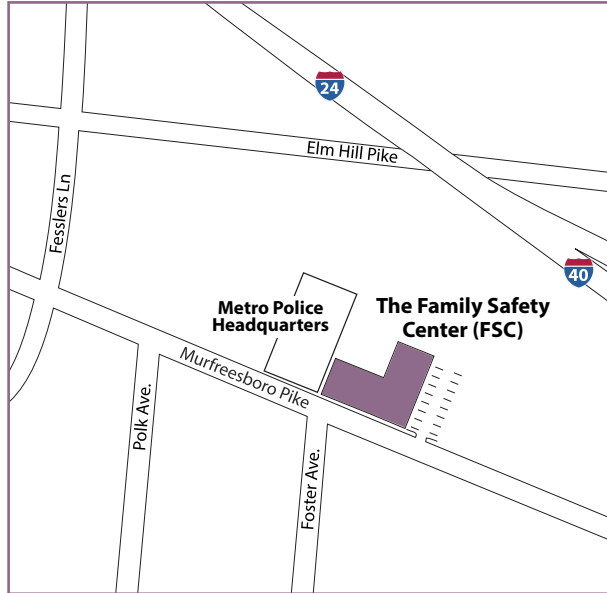 24
Elm Hill Pike
Fesslers Ln
40
Metro Police
Headquarters
The Family Safety
Center (FSC)
Murfreesboro Pike
Polk Ave.
Foster Ave.